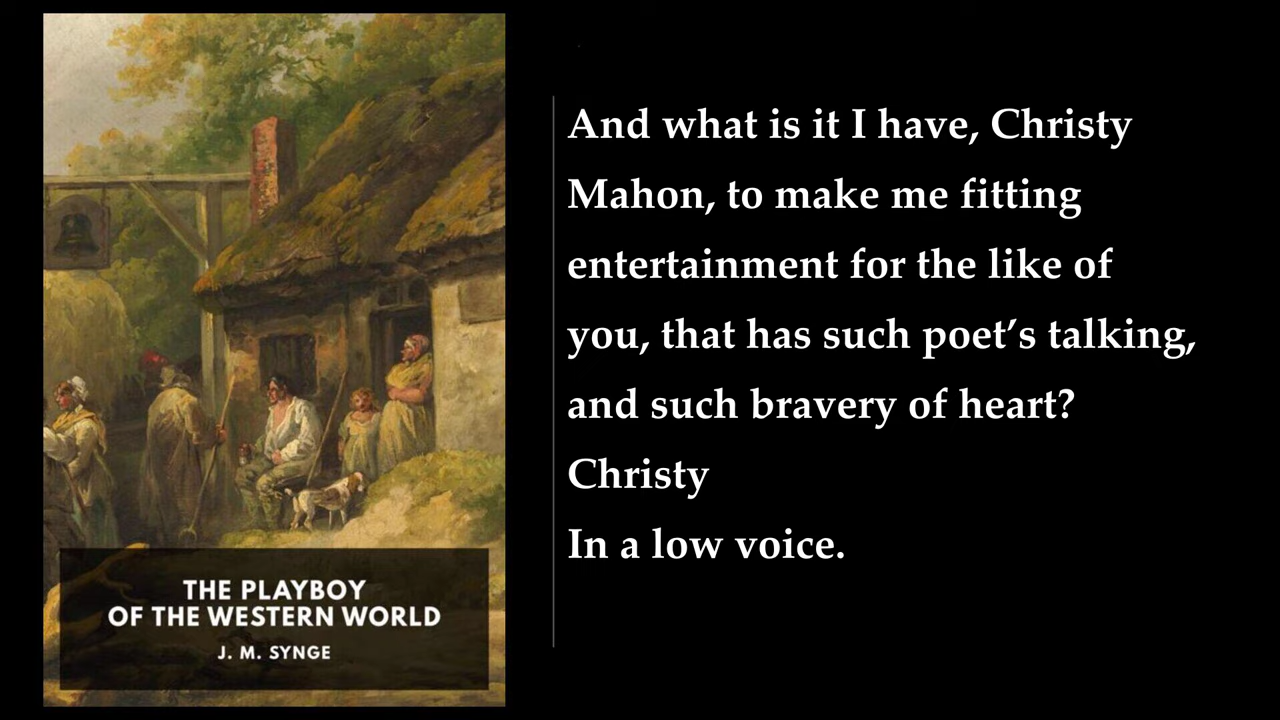 THE PLAYBOY
OF THE WESTERN WORLD
J. M. SYNGE
And what is it I have, Christy
Mahon, to make me fitting
entertainment for the like of
you, that has such poet’s talking,
and such bravery of heart?
Christy
In a low voice.